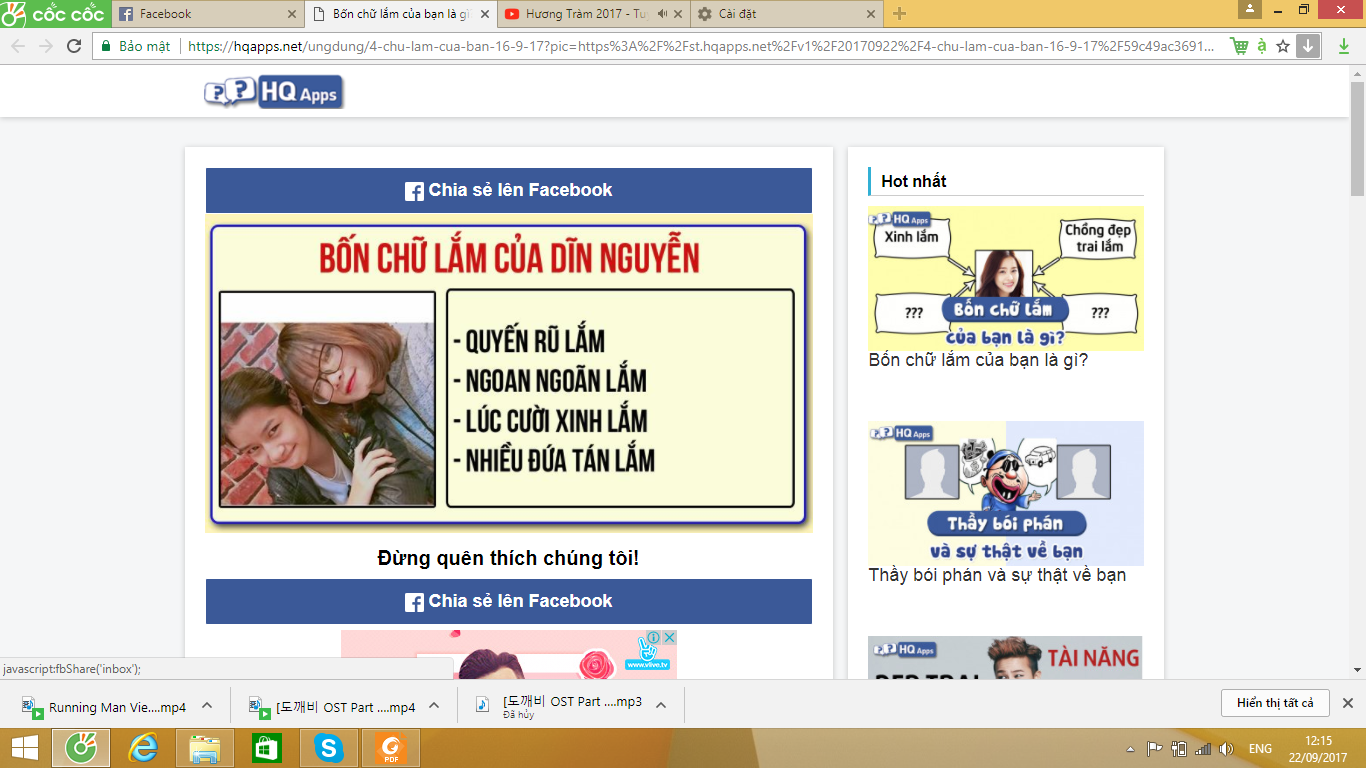 cốc cốc
Facebook
Bốn chữ lắm của bạn là gì
Hương Tràm 2017 - Tuy
Cài đặt
Bảo mật
https://hqapps.net/ungdung/4-chu-lam-cua-ban-16-9-17?pic=https%3A%2F%2Fst.hqapps.net%2Fv1%2F20170922%2F4-chu-lam-cua-ban-16-9-17%2F59c49ac3691...
? ? HQ Apps
Chia sẻ lên Facebook
BỐN CHỮ LẮM CỦA DĨN NGUYỄN
- QUYẾN RŨ LẮM
- NGOAN NGOÃN LẮM
- LÚC CƯỜI XINH LẮM
- NHIỀU ĐỨA TÁN LẮM
Đừng quên thích chúng tôi!
Chia sẻ lên Facebook
www.vlive.tv
Hot nhất
? ? HQ Apps
Xinh lắm
Chồng đẹp
trai lắm
???
???
Bốn chữ lắm
của bạn là gì?
Bốn chữ lắm của bạn là gì?
? ? HQ Apps
Thầy bói phán
và sự thật về bạn
Thầy bói phán và sự thật về bạn
? ? HQ Apps
TÀI NĂNG
ĐẸP TRAI
javascript:fbShare('inbox');
Running Man Vie....mp4
[도깨비 OST Part ....mp4
[도깨비 OST Part ....mp3
Đã hủy
Hiển thị tất cả
PDF
ENG
12:15
22/09/2017